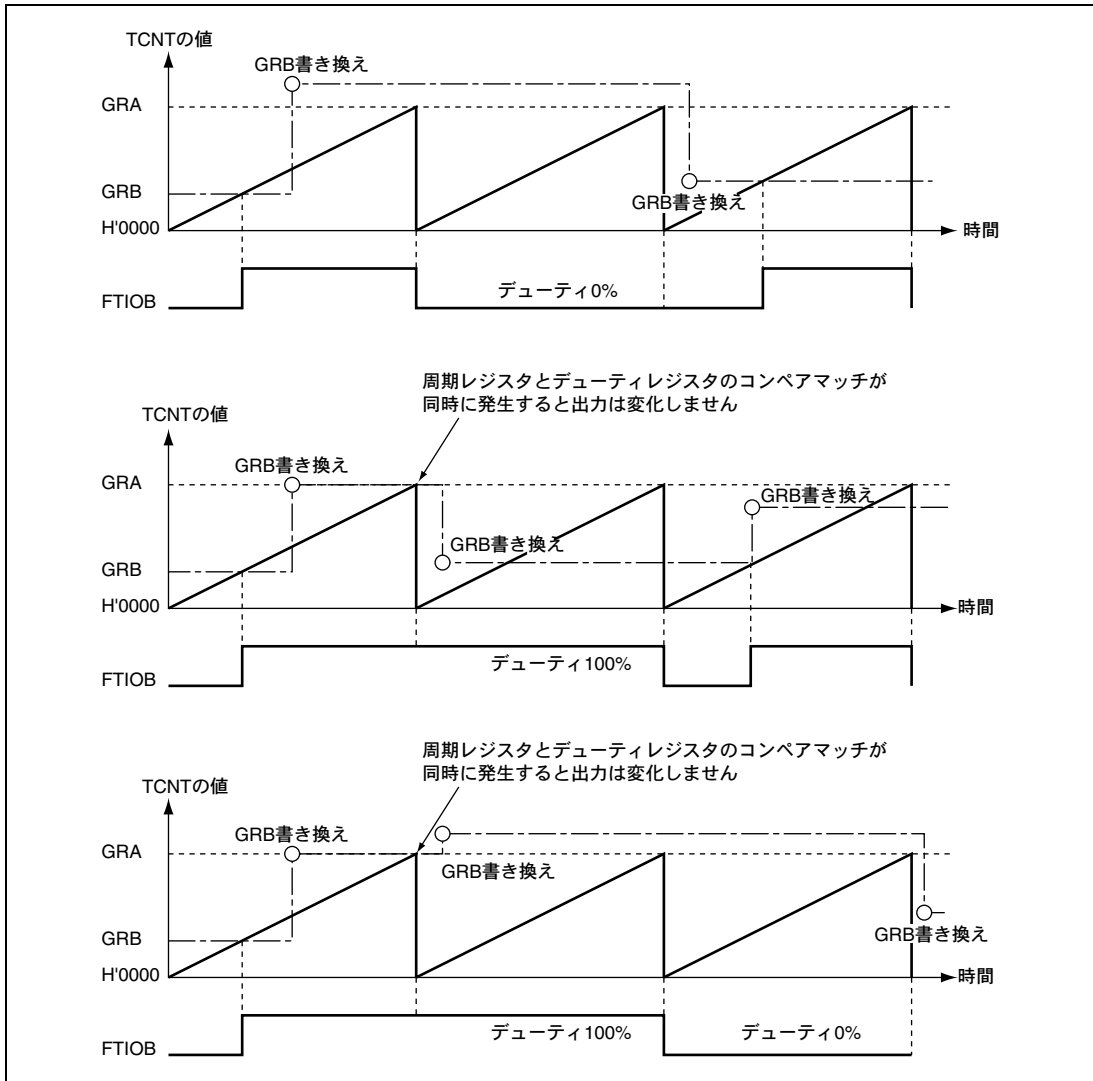 TCNTの値
GRB書き換え
GRA
GRB
GRB書き換え
H'0000
時間
デューティ0%
FTIOB
周期レジスタとデューティレジスタのコンペアマッチが
同時に発生すると出力は変化しません
TCNTの値
GRB書き換え
GRA
GRB書き換え
GRB書き換え
GRB
H'0000
時間
デューティ100%
FTIOB
周期レジスタとデューティレジスタのコンペアマッチが
同時に発生すると出力は変化しません
TCNTの値
GRB書き換え
GRA
GRB書き換え
GRB
GRB書き換え
H'0000
時間
デューティ100%
デューティ0%
FTIOB